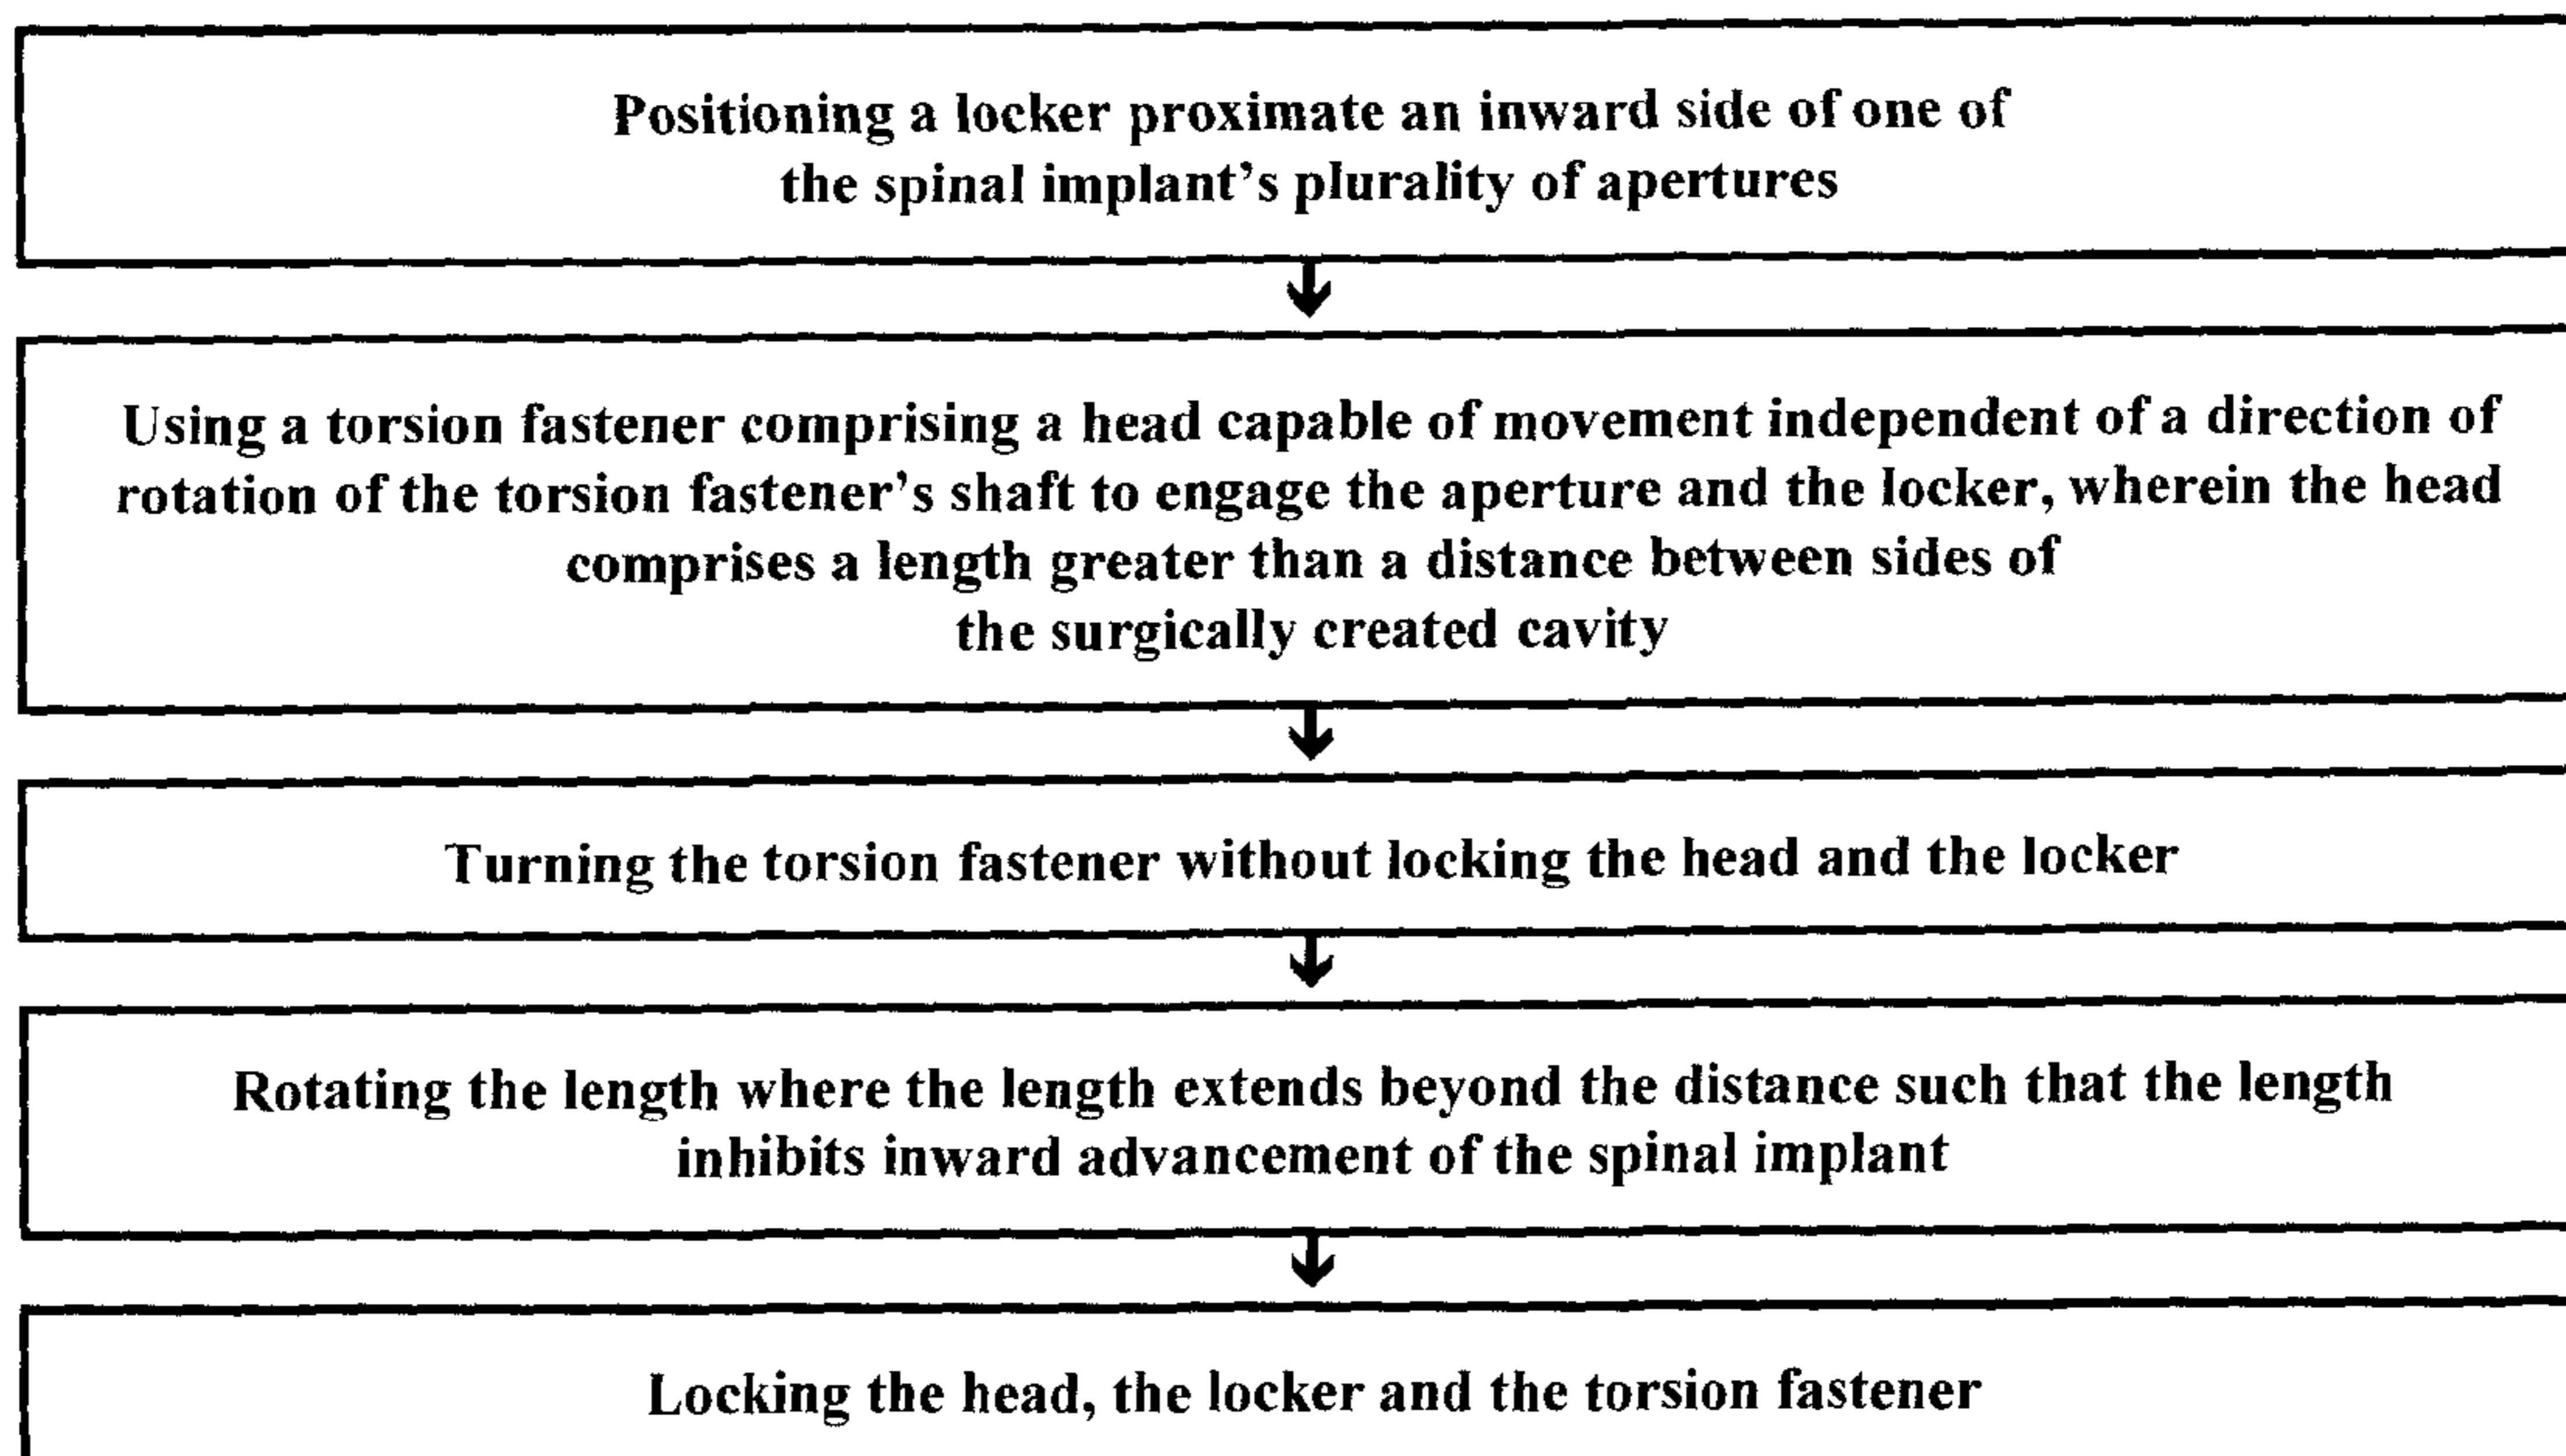 Positioning a locker proximate an inward side of one of
the spinal implant’s plurality of apertures
Using a torsion fastener comprising a head capable of movement independent of a direction of
rotation of the torsion fastener’s shaft to engage the aperture and the locker, wherein the head
comprises a length greater than a distance between sides of
the surgically created cavity
Turning the torsion fastener without locking the head and the locker
Rotating the length where the length extends beyond the distance such that the length
inhibits inward advancement of the spinal implant
Locking the head, the locker and the torsion fastener